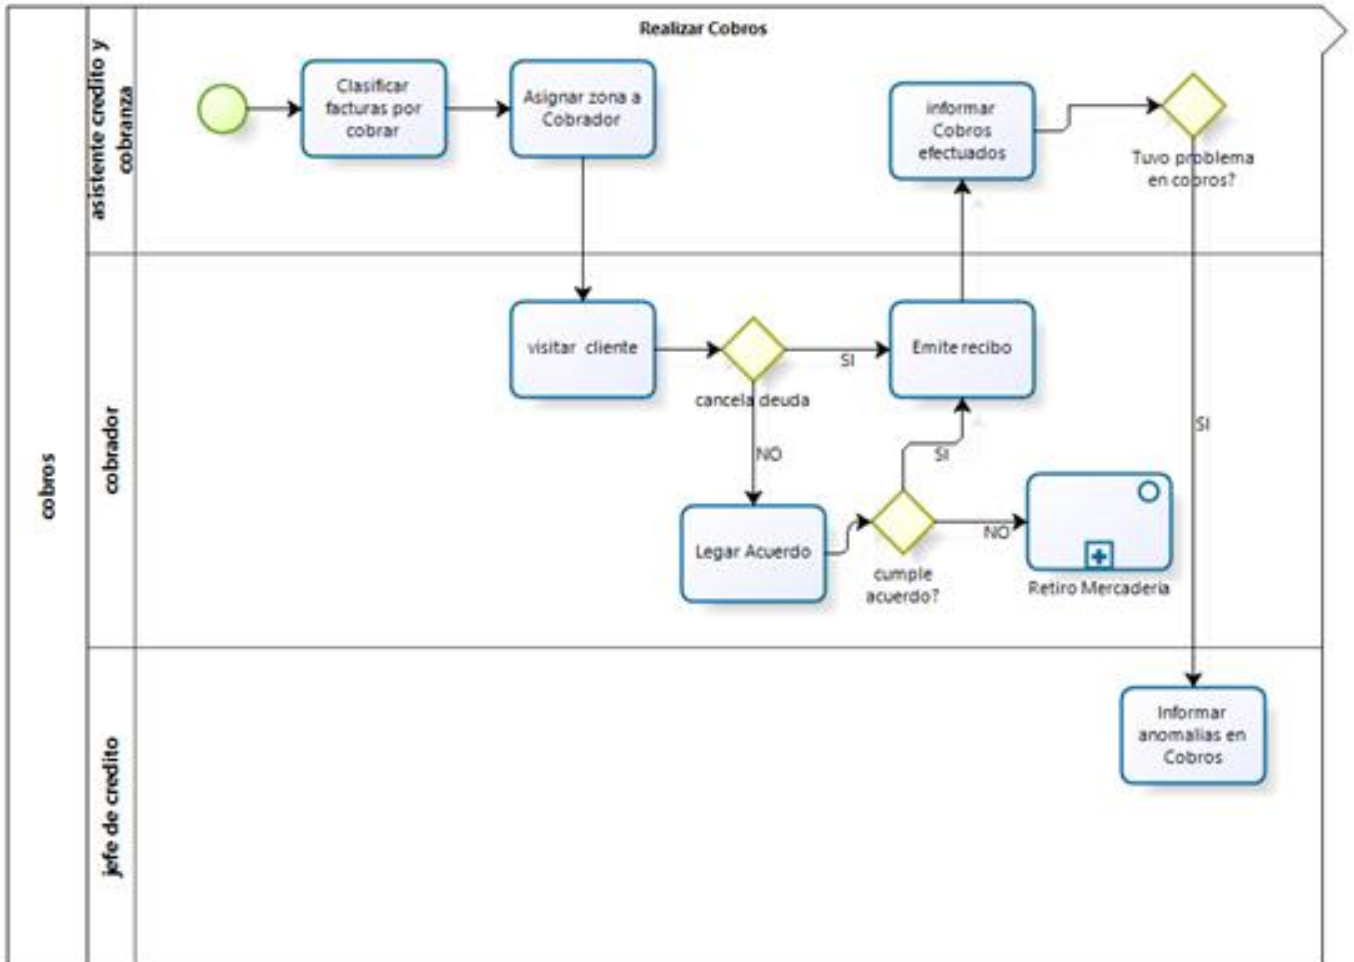 Realizar Cobros
cobros
asistente credito y
cobranza
Clasificar
facturas por
cobrar
Asignar zona a
Cobrador
informar
Cobros
efectuados
Tuvo problema
en cobros?
cobrador
visitar cliente
cancela deuda
SI
Emite recibo
NO
SI
SI
Legar Acuerdo
cumple
acuerdo?
NO
Retiro Mercaderia
jefe de credito
Informar
anomalias en
Cobros